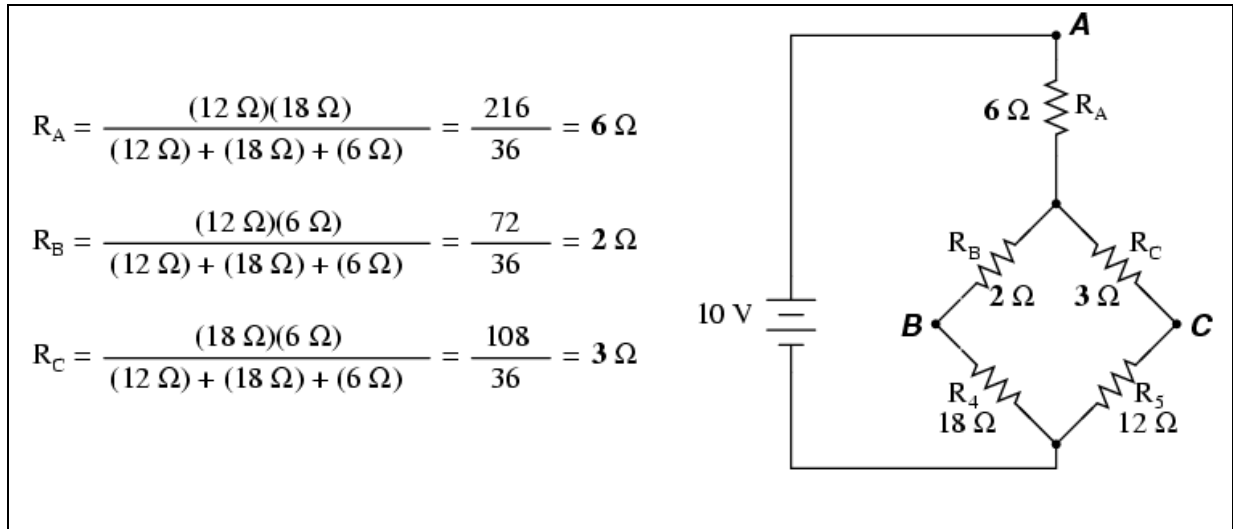 R_A = (12 Ω)(18 Ω) / (12 Ω) + (18 Ω) + (6 Ω) = 216 / 36 = 6 Ω
R_B = (12 Ω)(6 Ω) / (12 Ω) + (18 Ω) + (6 Ω) = 72 / 36 = 2 Ω
R_C = (18 Ω)(6 Ω) / (12 Ω) + (18 Ω) + (6 Ω) = 108 / 36 = 3 Ω
A
6 Ω R_A
R_B R_C
2 Ω 3 Ω
10 V
B C
R_4 R_5
18 Ω 12 Ω